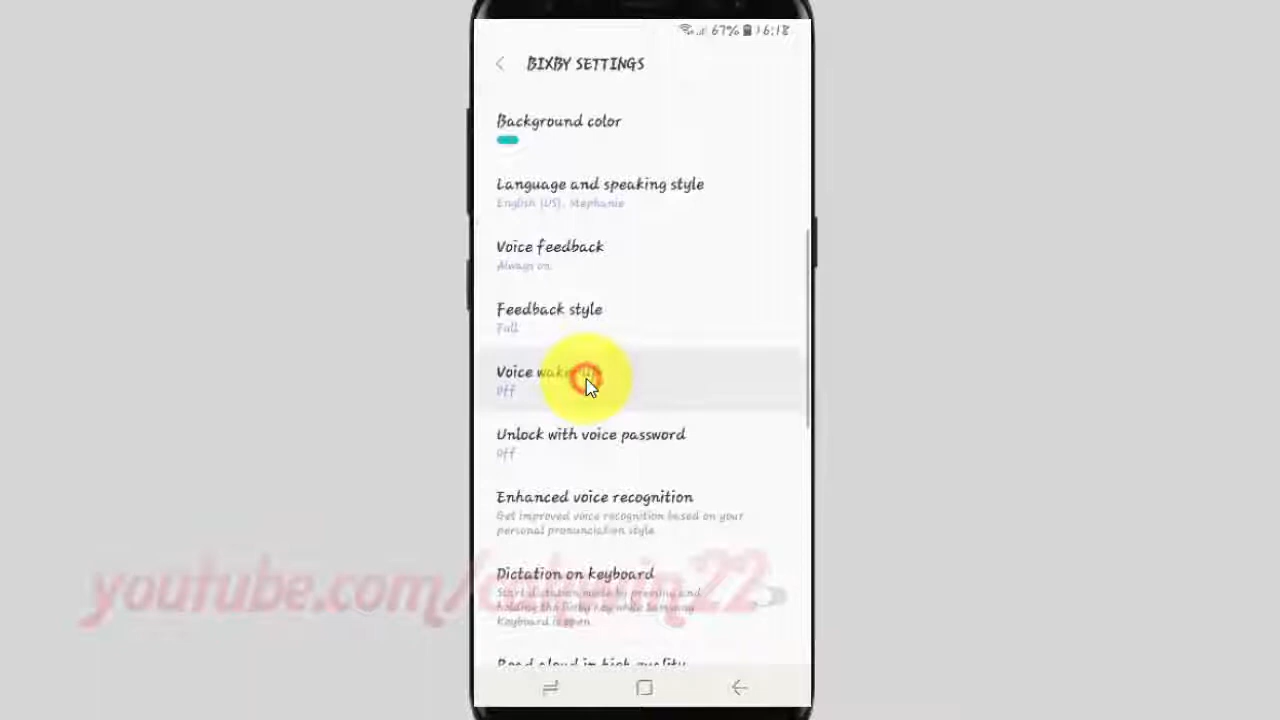 67% 16:18
BIXBY SETTINGS
Background color
Language and speaking style
English (US), Stephanie
Voice feedback
Always on
Feedback style
Full
Voice wake-up
Off
Unlock with voice password
Off
Enhanced voice recognition
Get improved voice recognition based on your
personal pronunciation style.
Dictation on keyboard
Start dictation mode by pressing and
holding the Bixby key while Samsung
Keyboard is open.
Read aloud in high quality
youtube.com/